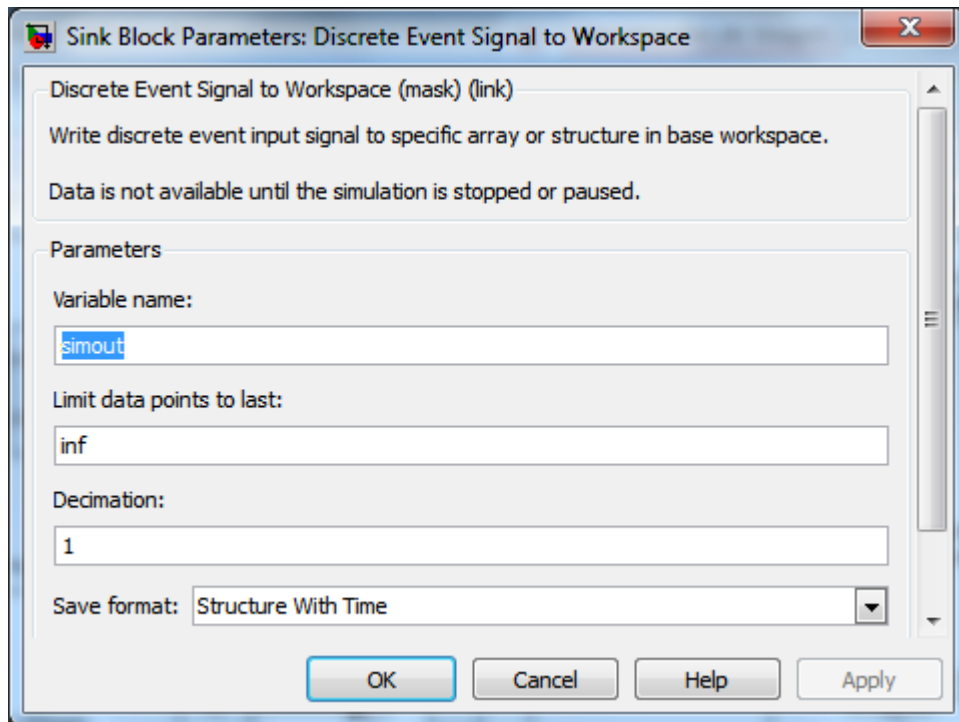 Sink Block Parameters: Discrete Event Signal to Workspace
Discrete Event Signal to Workspace (mask) (link)
Write discrete event input signal to specific array or structure in base workspace.
Data is not available until the simulation is stopped or paused.
Parameters
Variable name:
simout
Limit data points to last:
inf
Decimation:
1
Save format: Structure With Time
OK Cancel Help Apply